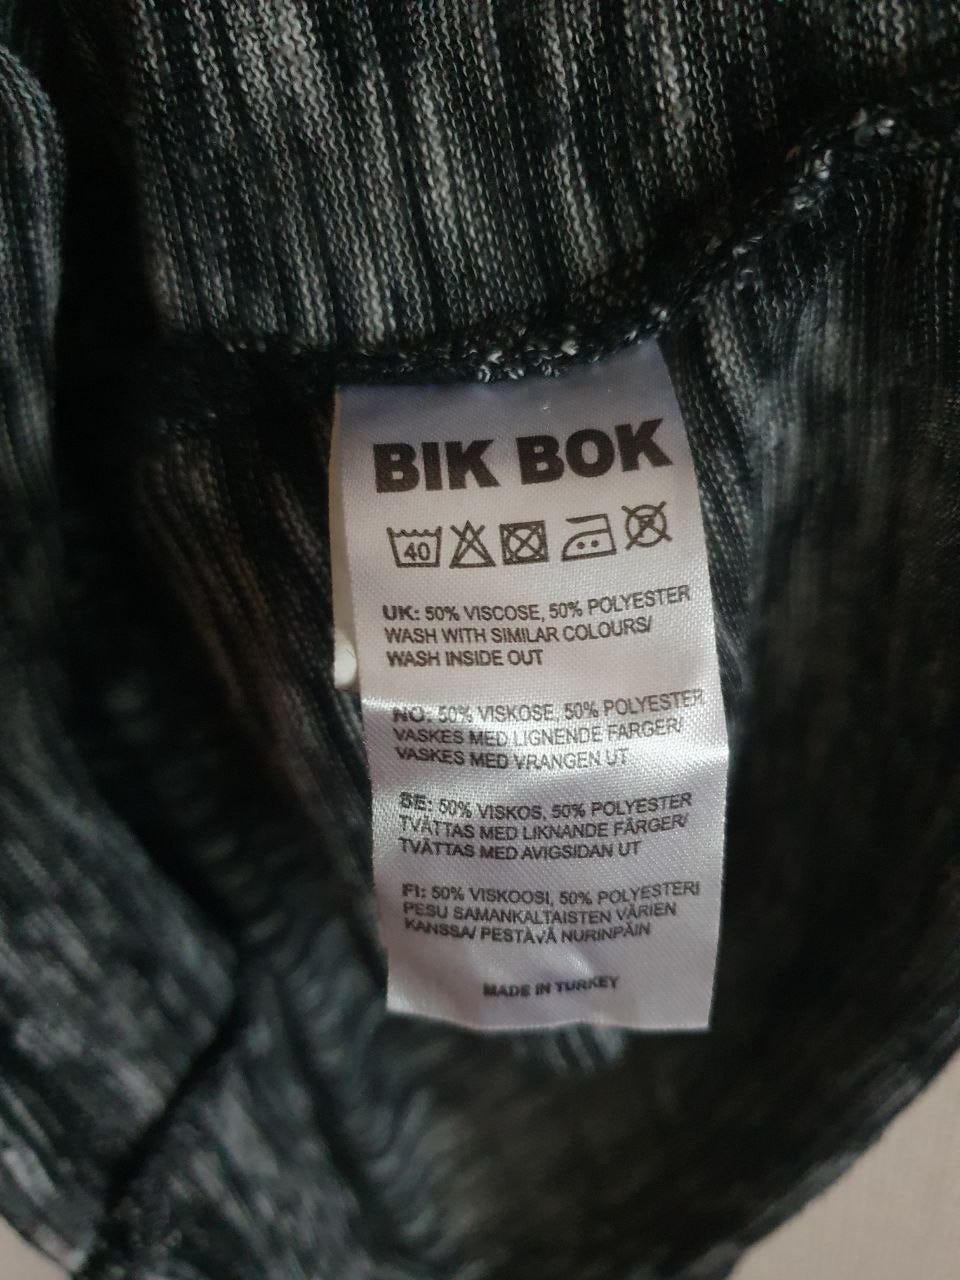 BIK BOK
40
UK: 50% VISCOSE, 50% POLYESTER
WASH WITH SIMILAR COLOURS/
WASH INSIDE OUT
NO: 50% VISKOSE, 50% POLYESTER
VASKES MED LIGNENDE FARGER/
VASKES MED VRANGEN UT
SE: 50% VISKOS, 50% POLYESTER
TVÄTTAS MED LIKNANDE FÄRGER/
TVÄTTAS MED AVIGSIDAN UT
FI: 50% VISKOOSI, 50% POLYESTERI
PESU SAMANKALTAISTEN VÄRIEN
KANSSA/ PESTÄVÄ NURINPÄIN
MADE IN TURKEY